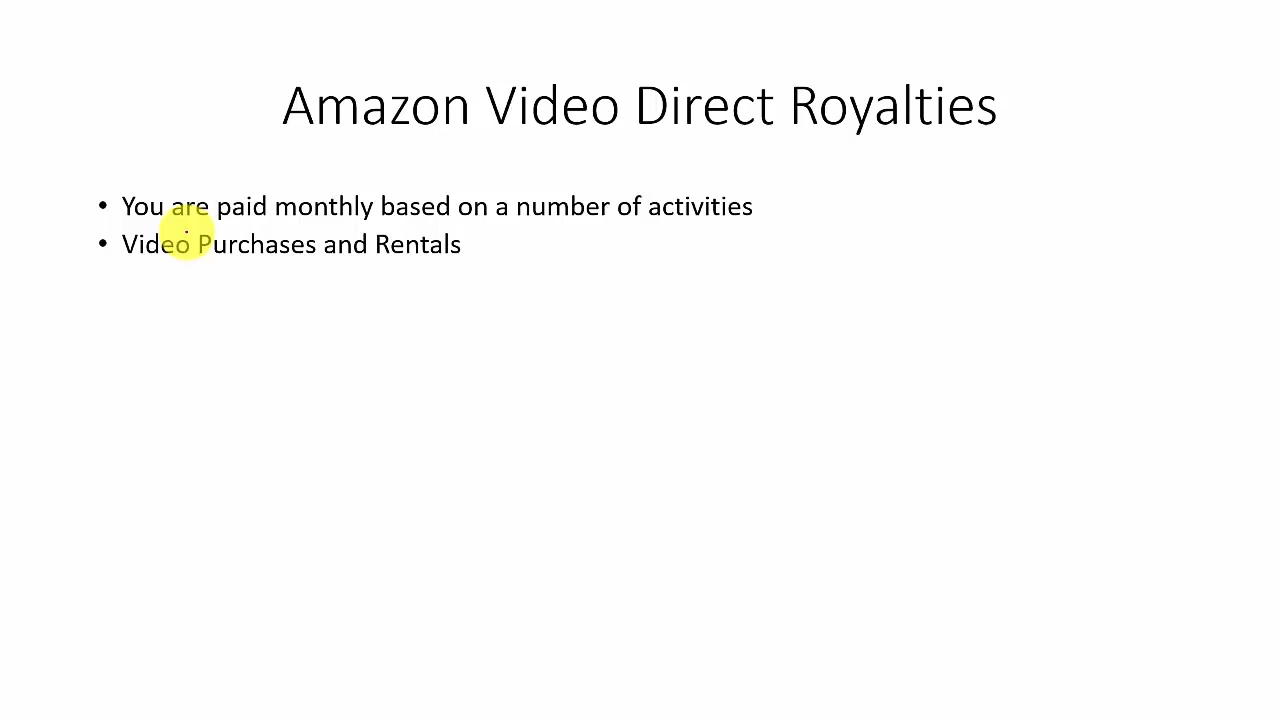 Amazon Video Direct Royalties
• You are paid monthly based on a number of activities
• Video Purchases and Rentals